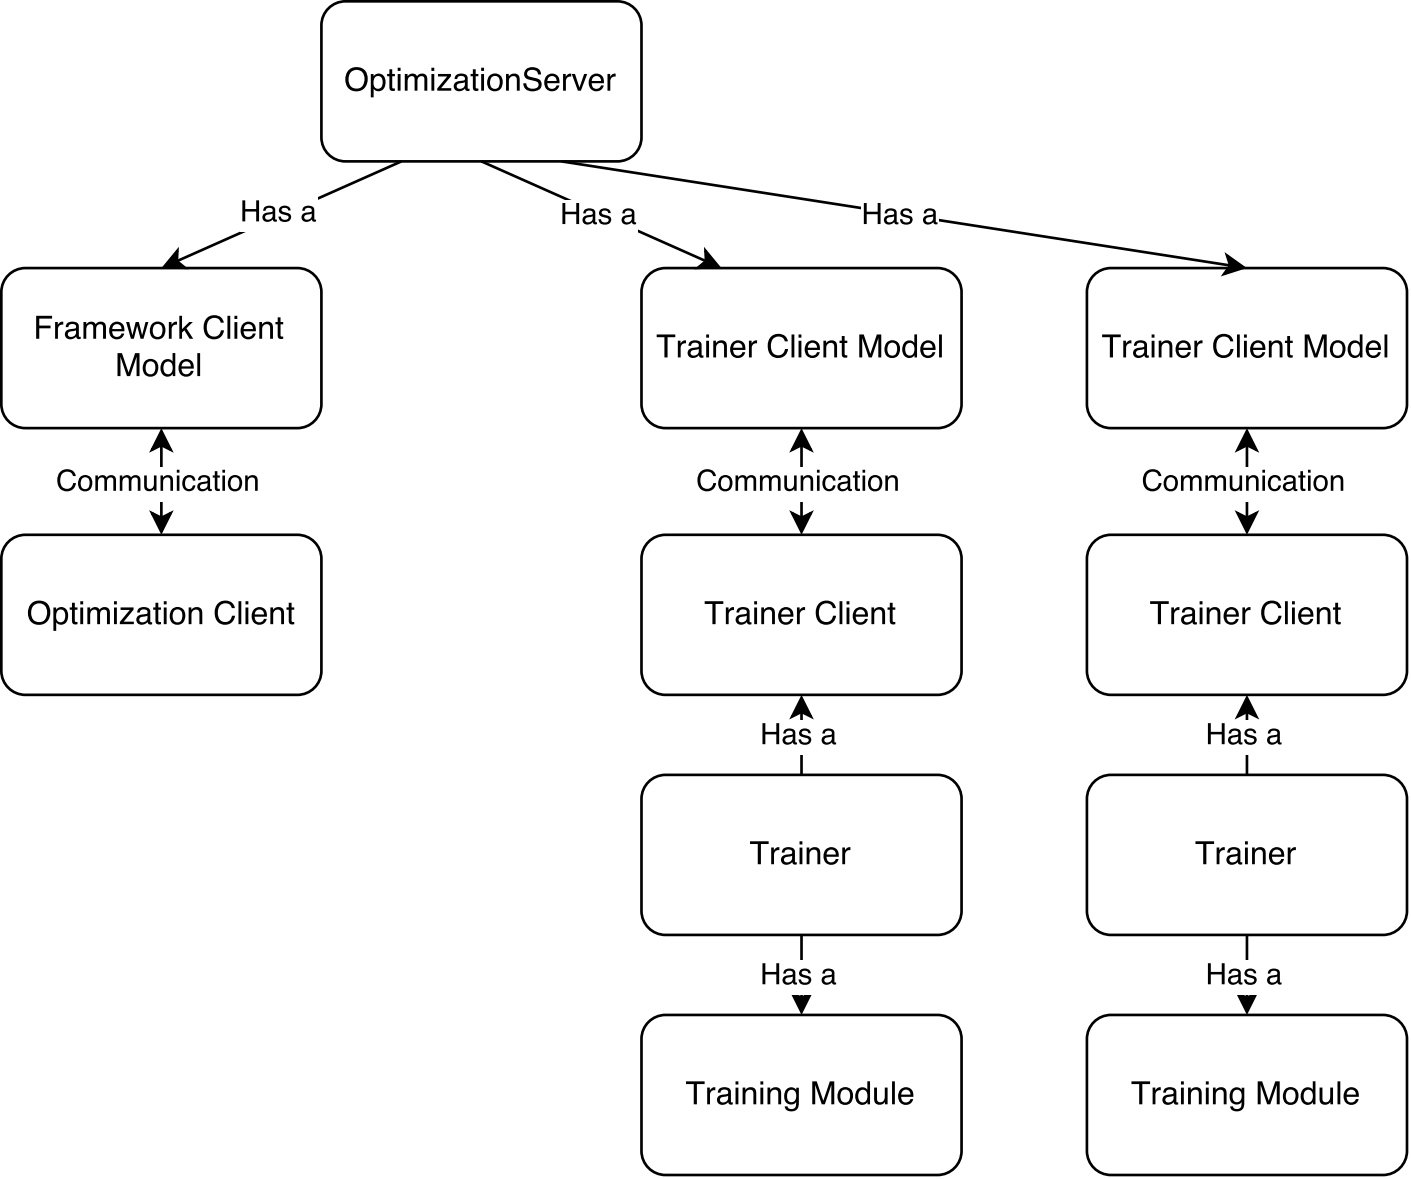 OptimizationServer
Has a
Has a
Has a
Framework Client
Model
Trainer Client Model
Trainer Client Model
Communication
Communication
Communication
Optimization Client
Trainer Client
Trainer Client
Has a
Has a
Trainer
Trainer
Has a
Has a
Training Module
Training Module